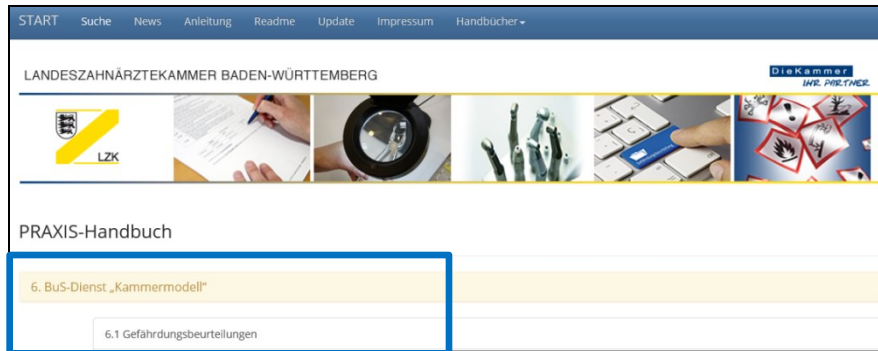 START Suche News Anleitung Readme Update Impressum Handbücher
LANDESZAHNÄRZTEKAMMER BADEN-WÜRTTEMBERG
DieKammer
IHR PARTNER
LZK
PRAXIS-Handbuch
6. BuS-Dienst „Kammermodell"
6.1 Gefährdungsbeurteilungen